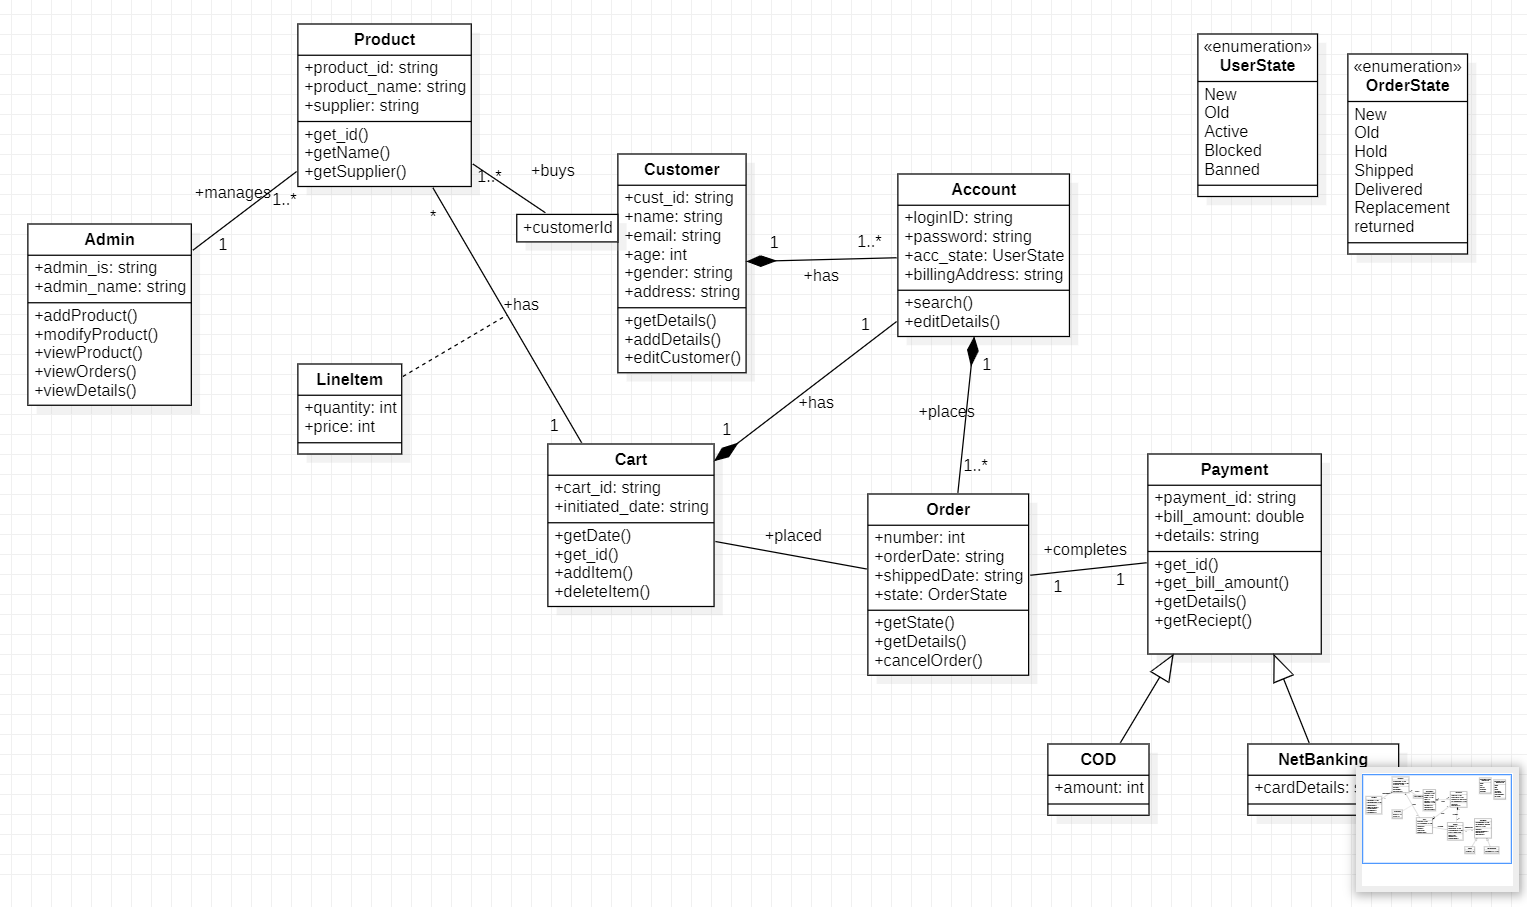 Product
+product_id: string
+product_name: string
+supplier: string
+get_id()
+getName()
+getSupplier()
«enumeration»
UserState
New
Old
Active
Blocked
Banned
«enumeration»
OrderState
New
Old
Hold
Shipped
Delivered
Replacement
returned
+manages
1..*
1
1..*
+buys
+customerId
*
+has
1
Admin
+admin_is: string
+admin_name: string
+addProduct()
+modifyProduct()
+viewProduct()
+viewOrders()
+viewDetails()
Customer
+cust_id: string
+name: string
+email: string
+age: int
+gender: string
+address: string
+getDetails()
+addDetails()
+editCustomer()
1
1..*
+has
Account
+loginID: string
+password: string
+acc_state: UserState
+billingAddress: string
+search()
+editDetails()
1
+has
1
1
+places
1..*
LineItem
+quantity: int
+price: int
Cart
+cart_id: string
+initiated_date: string
+getDate()
+get_id()
+addItem()
+deleteItem()
+placed
Order
+number: int
+orderDate: string
+shippedDate: string
+state: OrderState
+getState()
+getDetails()
+cancelOrder()
+completes
1
1
Payment
+payment_id: string
+bill_amount: double
+details: string
+get_id()
+get_bill_amount()
+getDetails()
+getReciept()
COD
+amount: int
NetBanking
+cardDetails: